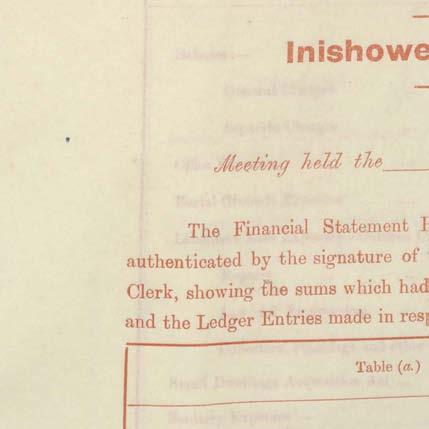 Inishowe
Meeting held the
The Financial Statement
authenticated by the signature of
Clerk, showing the sums which had
and the Ledger Entries made in resp
Table (a.)